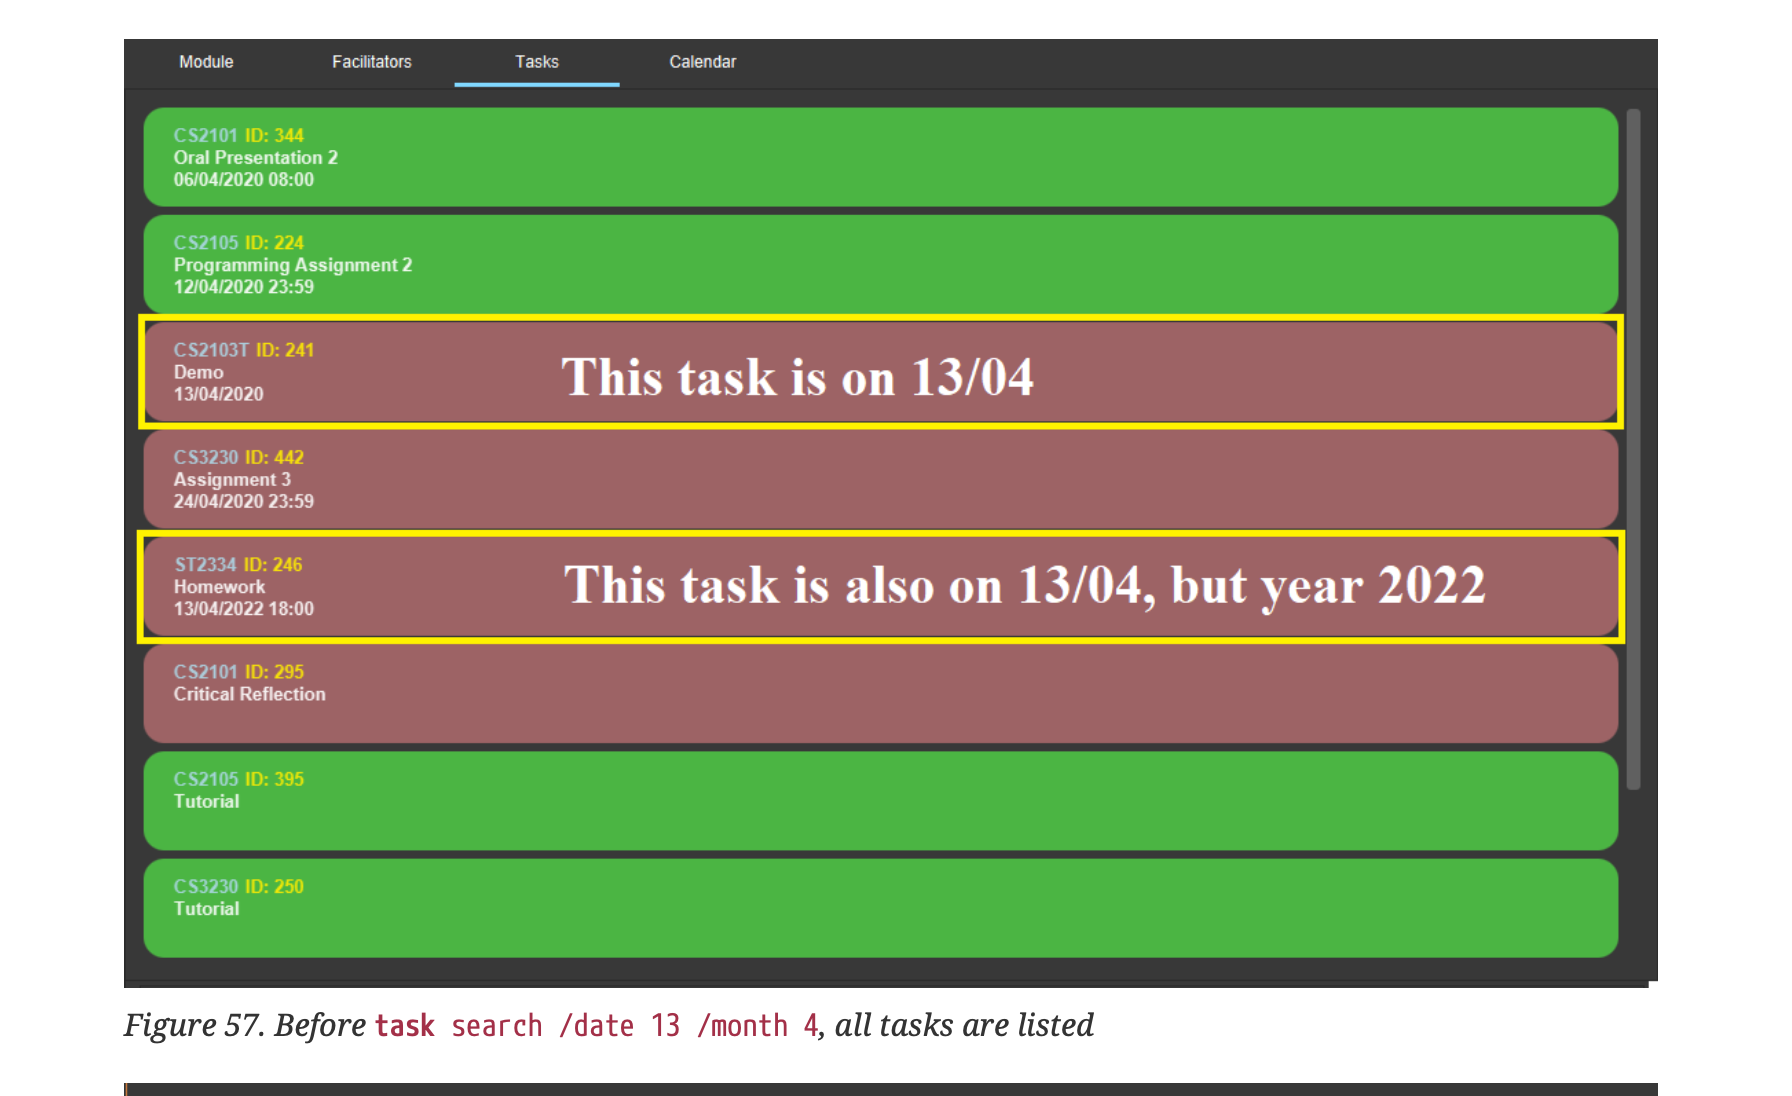 Module Facilitators Tasks Calendar
CS2101 ID: 344
Oral Presentation 2
06/04/2020 08:00
CS2105 ID: 224
Programming Assignment 2
12/04/2020 23:59
CS2103T ID: 241
Demo
13/04/2020
This task is on 13/04
CS3230 ID: 442
Assignment 3
24/04/2020 23:59
ST2334 ID: 246
Homework
13/04/2022 18:00
This task is also on 13/04, but year 2022
CS2101 ID: 295
Critical Reflection
CS2105 ID: 395
Tutorial
CS3230 ID: 250
Tutorial
Figure 57. Before task search /date 13 /month 4, all tasks are listed